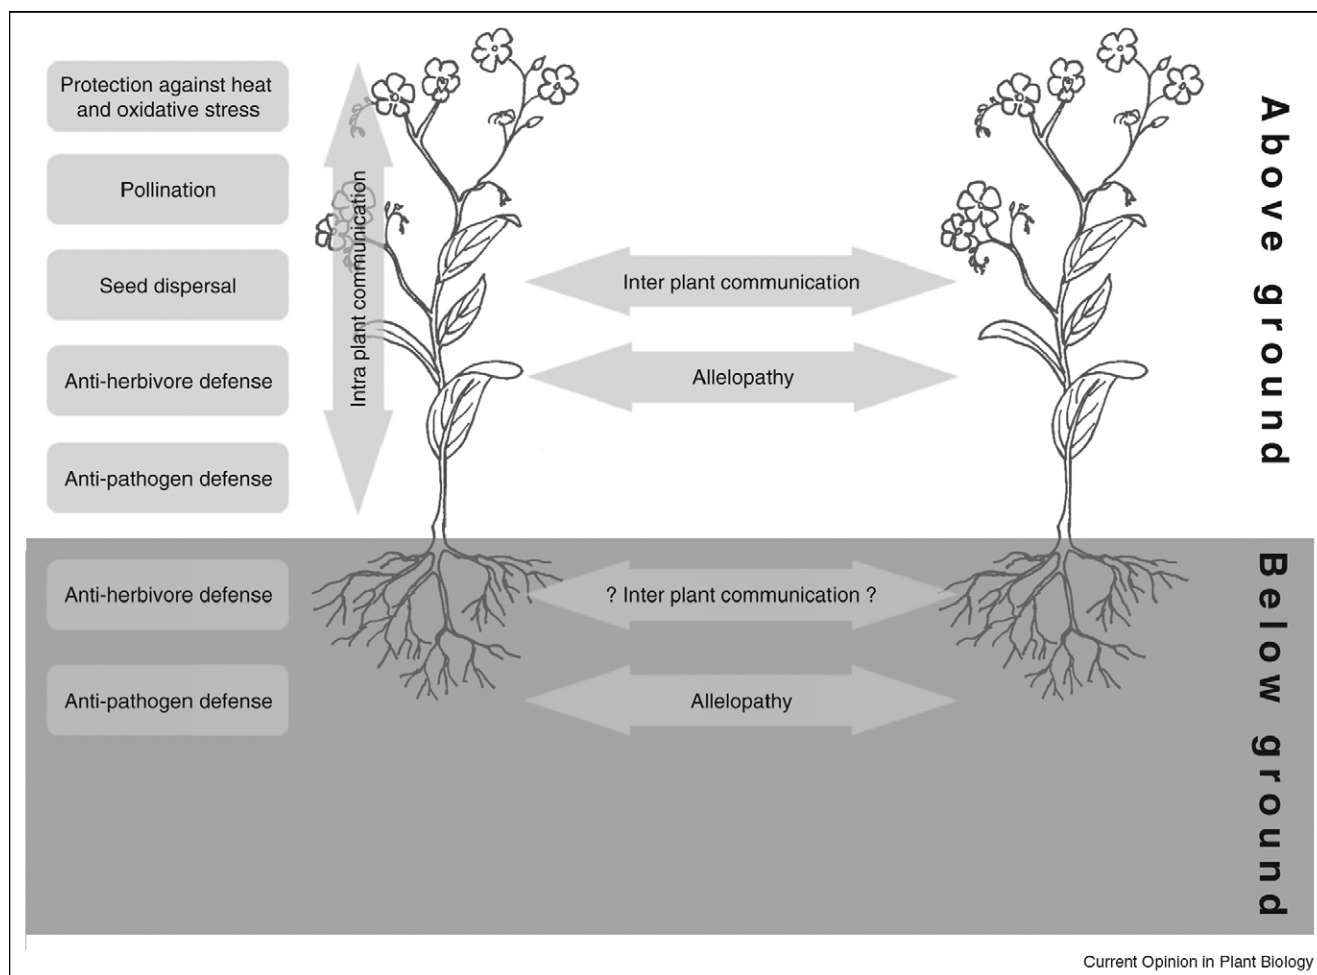 Protection against heat
and oxidative stress
Pollination
Seed dispersal
Anti-herbivore defense
Anti-pathogen defense
Intra plant communication
Inter plant communication
Allelopathy
Above ground
Anti-herbivore defense
Anti-pathogen defense
? Inter plant communication ?
Allelopathy
Below ground
Current Opinion in Plant Biology